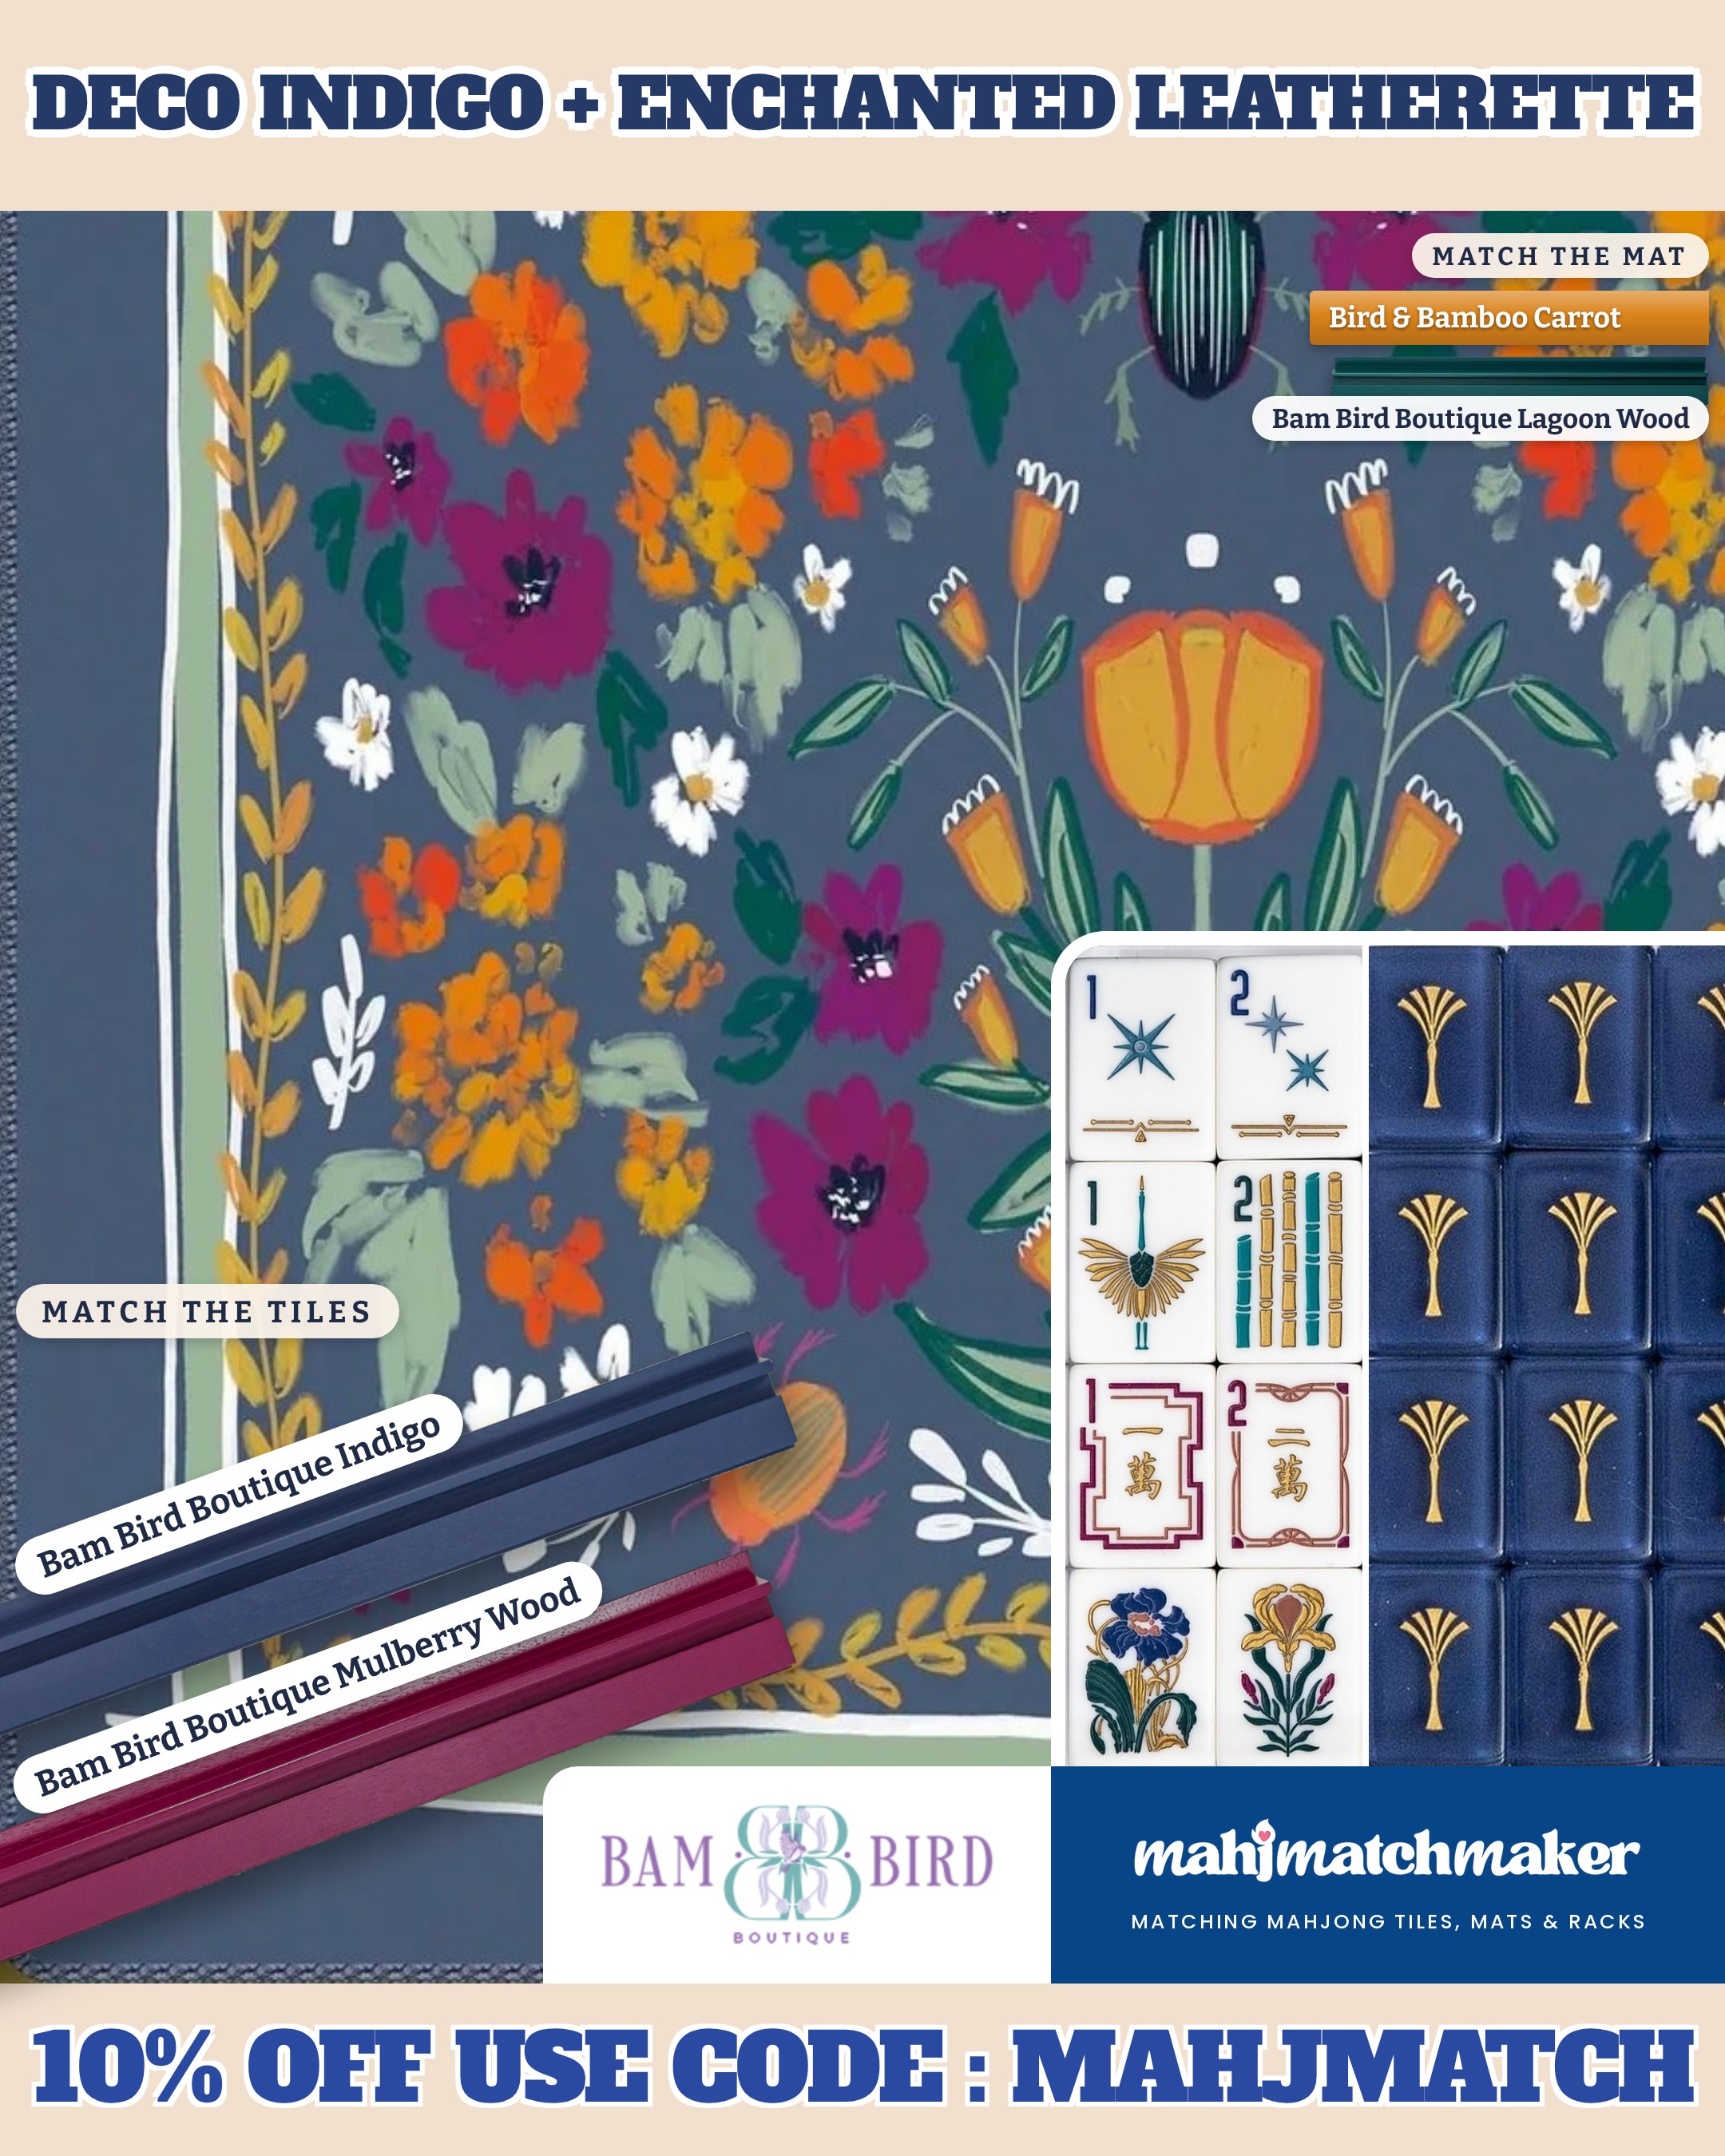 DECO INDIGO + ENCHANTED LEATHERETTE
MATCH THE MAT
Bird & Bamboo Carrot
Bam Bird Boutique Lagoon Wood
1
2
1
2
1
一
萬
2
二
萬
MATCH THE TILES
Bam Bird Boutique Indigo
Bam Bird Boutique Mulberry Wood
BAM BIRD
BOUTIQUE
mahjmatchmaker
MATCHING MAHJONG TILES, MATS & RACKS
10% OFF USE CODE : MAHJMATCH